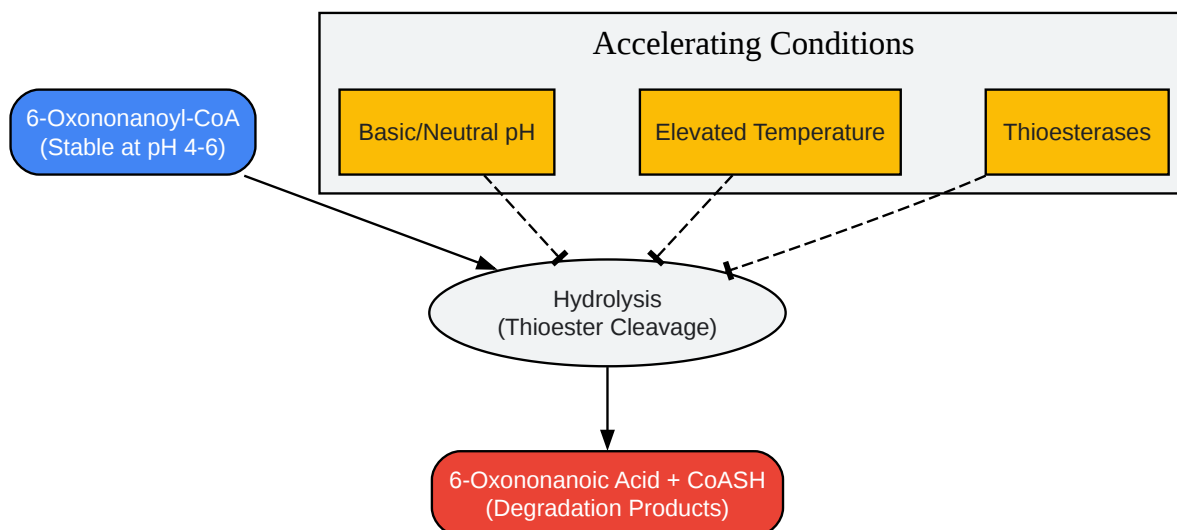 Accelerating Conditions
6-Oxononanoyl-CoA
(Stable at pH 4-6)
Basic/Neutral pH
Elevated Temperature
Thioesterases
Hydrolysis
(Thioester Cleavage)
6-Oxononanoic Acid + CoASH
(Degradation Products)